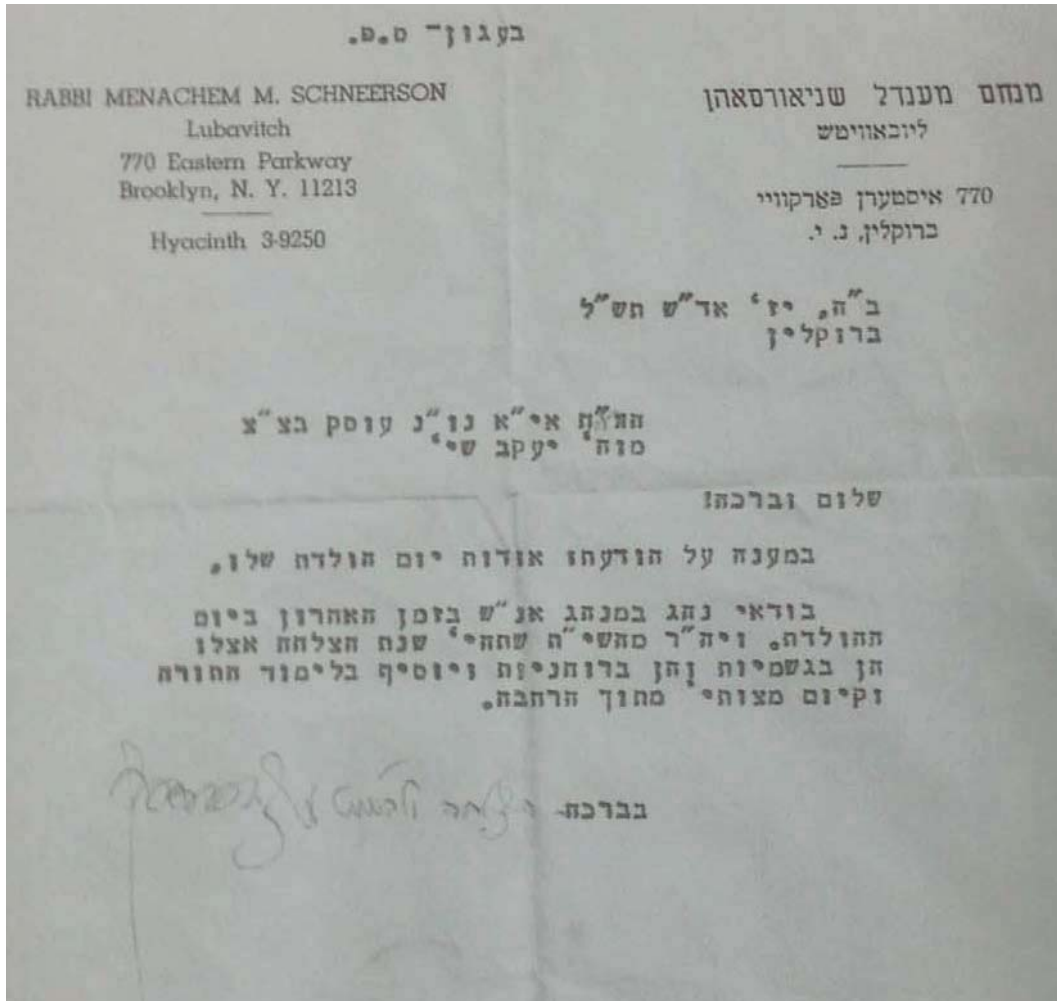 בעגון- ס.פ.
RABBI MENACHEM M. SCHNEERSON
Lubavitch
770 Eastern Parkway
Brooklyn, N. Y. 11213
Hyacinth 3-9250
מנחם מענדל שניאורסאהן
ליובאוויטש
770 איסטערן פארקוויי
ברוקלין, נ. י.
ב"ה, יז' אד"ש תש"ל
ברוקלין
אי"א נו"נ עוסק בצ"צ
מוה' יעקב שי'
שלום וברכה!
במענה על הודעתו אודות יום הולדת שלו.
בודאי נהג במנהג אנ"ש בזמן האחרון ביום
ההולדת. ויה"ר מהשי"ת שתהי' שנת הצלחה אצלו
הן בגשמיות והן ברוחניות ויוסיף בלימוד התורה
וקיום מצותי' מתוך הרחבה.
בברכה